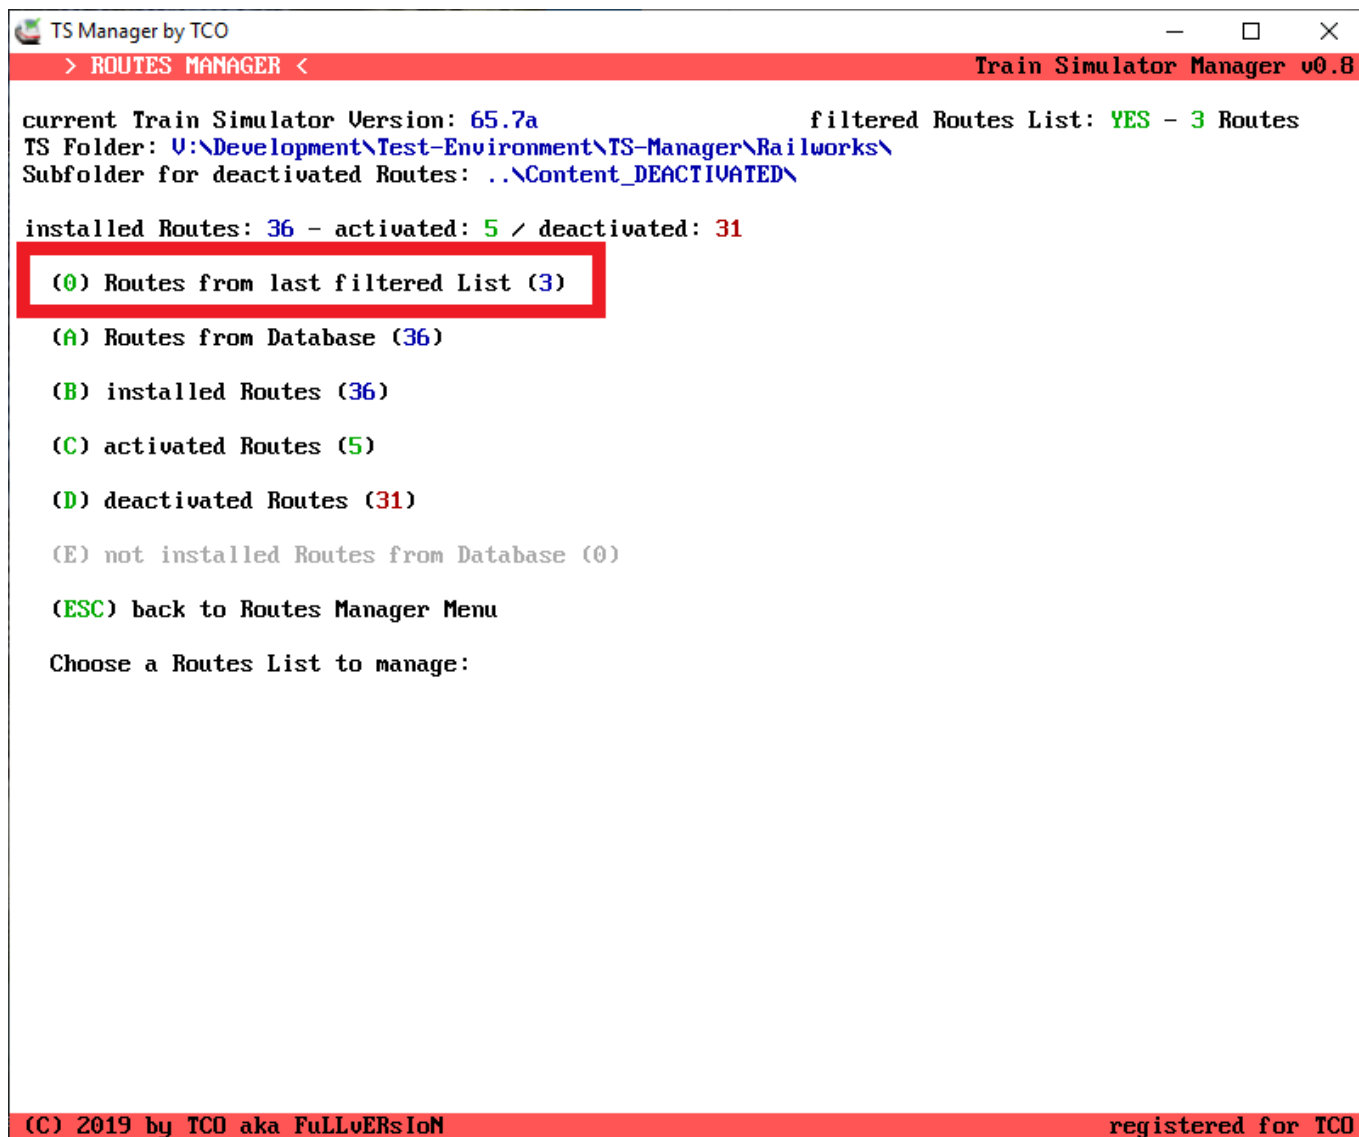 TS Manager by TCO
> ROUTES MANAGER < Train Simulator Manager v0.8
current Train Simulator Version: 65.7a filtered Routes List: YES - 3 Routes
TS Folder: V:\Development\Test-Environment\TS-Manager\Railworks\
Subfolder for deactivated Routes: ..\Content_DEACTIVATED\
installed Routes: 36 - activated: 5 / deactivated: 31
(0) Routes from last filtered List (3)
(A) Routes from Database (36)
(B) installed Routes (36)
(C) activated Routes (5)
(D) deactivated Routes (31)
(E) not installed Routes from Database (0)
(ESC) back to Routes Manager Menu
Choose a Routes List to manage:
(C) 2019 by TCO aka FuLLvERsIoN registered for TCO